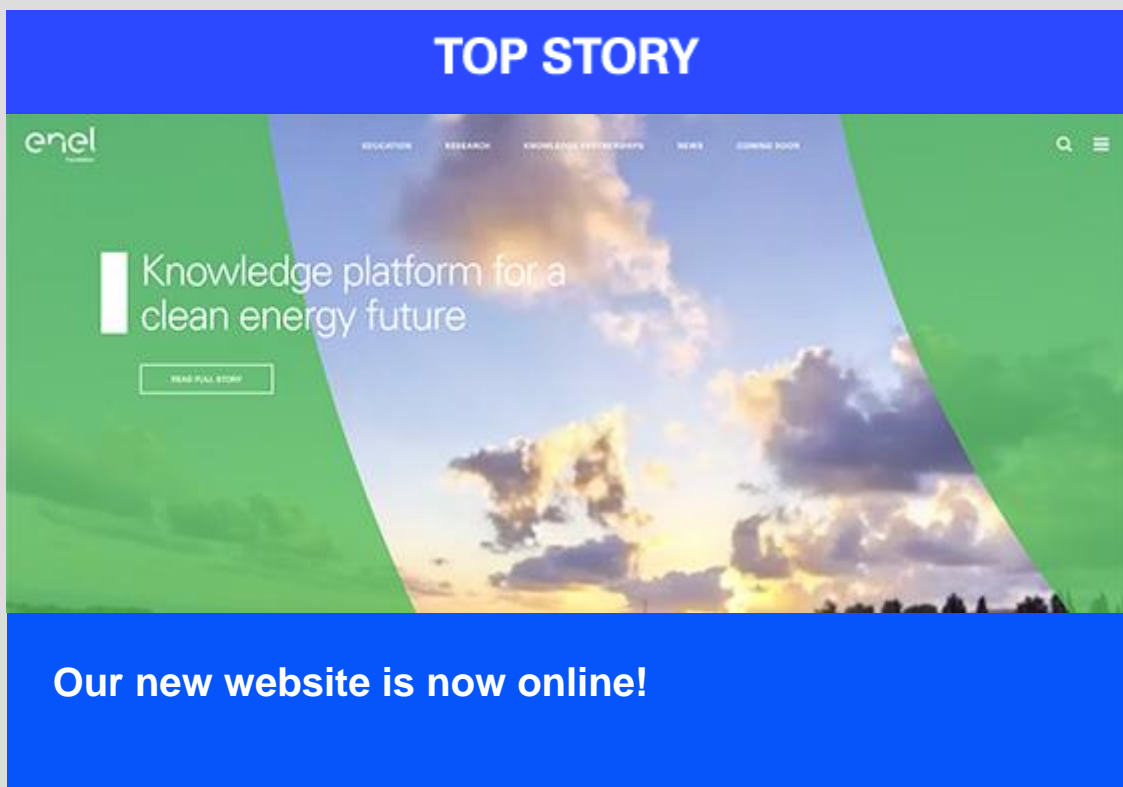 TOP STORY
enel
Foundation
EDUCATION RESEARCH KNOWLEDGE PARTNERSHIPS NEWS COMING SOON
Knowledge platform for a
clean energy future
READ FULL STORY
Our new website is now online!